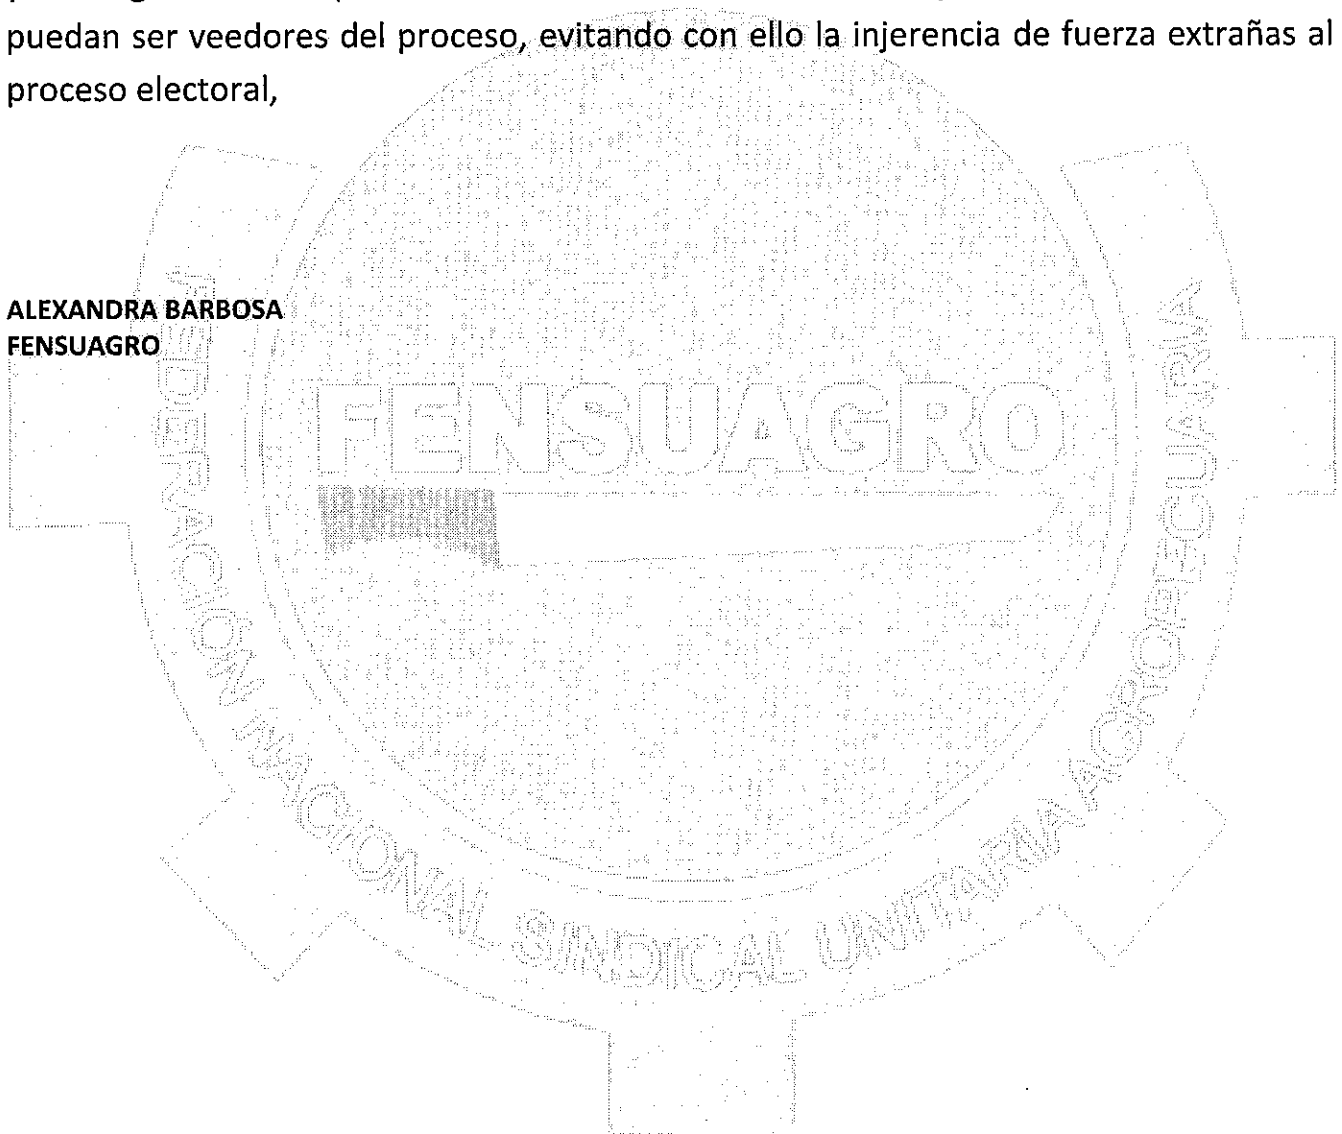 puedan ser veedores del proceso, evitando con ello la injerencia de fuerza extrañas al
proceso electoral,
ALEXANDRA BARBOSA
FENSUAGRO
FENSUAGRO
FEDERACIÓN NACIONAL SINDICAL UNITARIA AGROPECUARIA